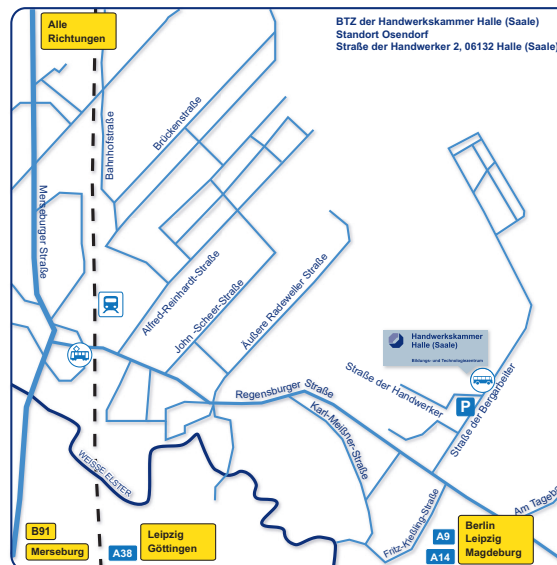 Alle
Richtungen
BTZ der Handwerkskammer Halle (Saale)
Standort Osendorf
Straße der Handwerker 2, 06132 Halle (Saale)
Bahnhofstraße
Brückenstraße
Merseburger Straße
Alfred-Reinhardt-Straße
John -Scheer-Straße
Äußere Radeweller Straße
Handwerkskammer
Halle (Saale)
Bildungs- und Technologiezentrum
Straße der Handwerker
P
Straße der Bergarbeiter
Regensburger Straße
Karl-Meißner-Straße
WEISSE ELSTER
Fritz-Kießling-Straße
Am Tagebau
B91
Merseburg
A38
Leipzig
Göttingen
A9
A14
Berlin
Leipzig
Magdeburg